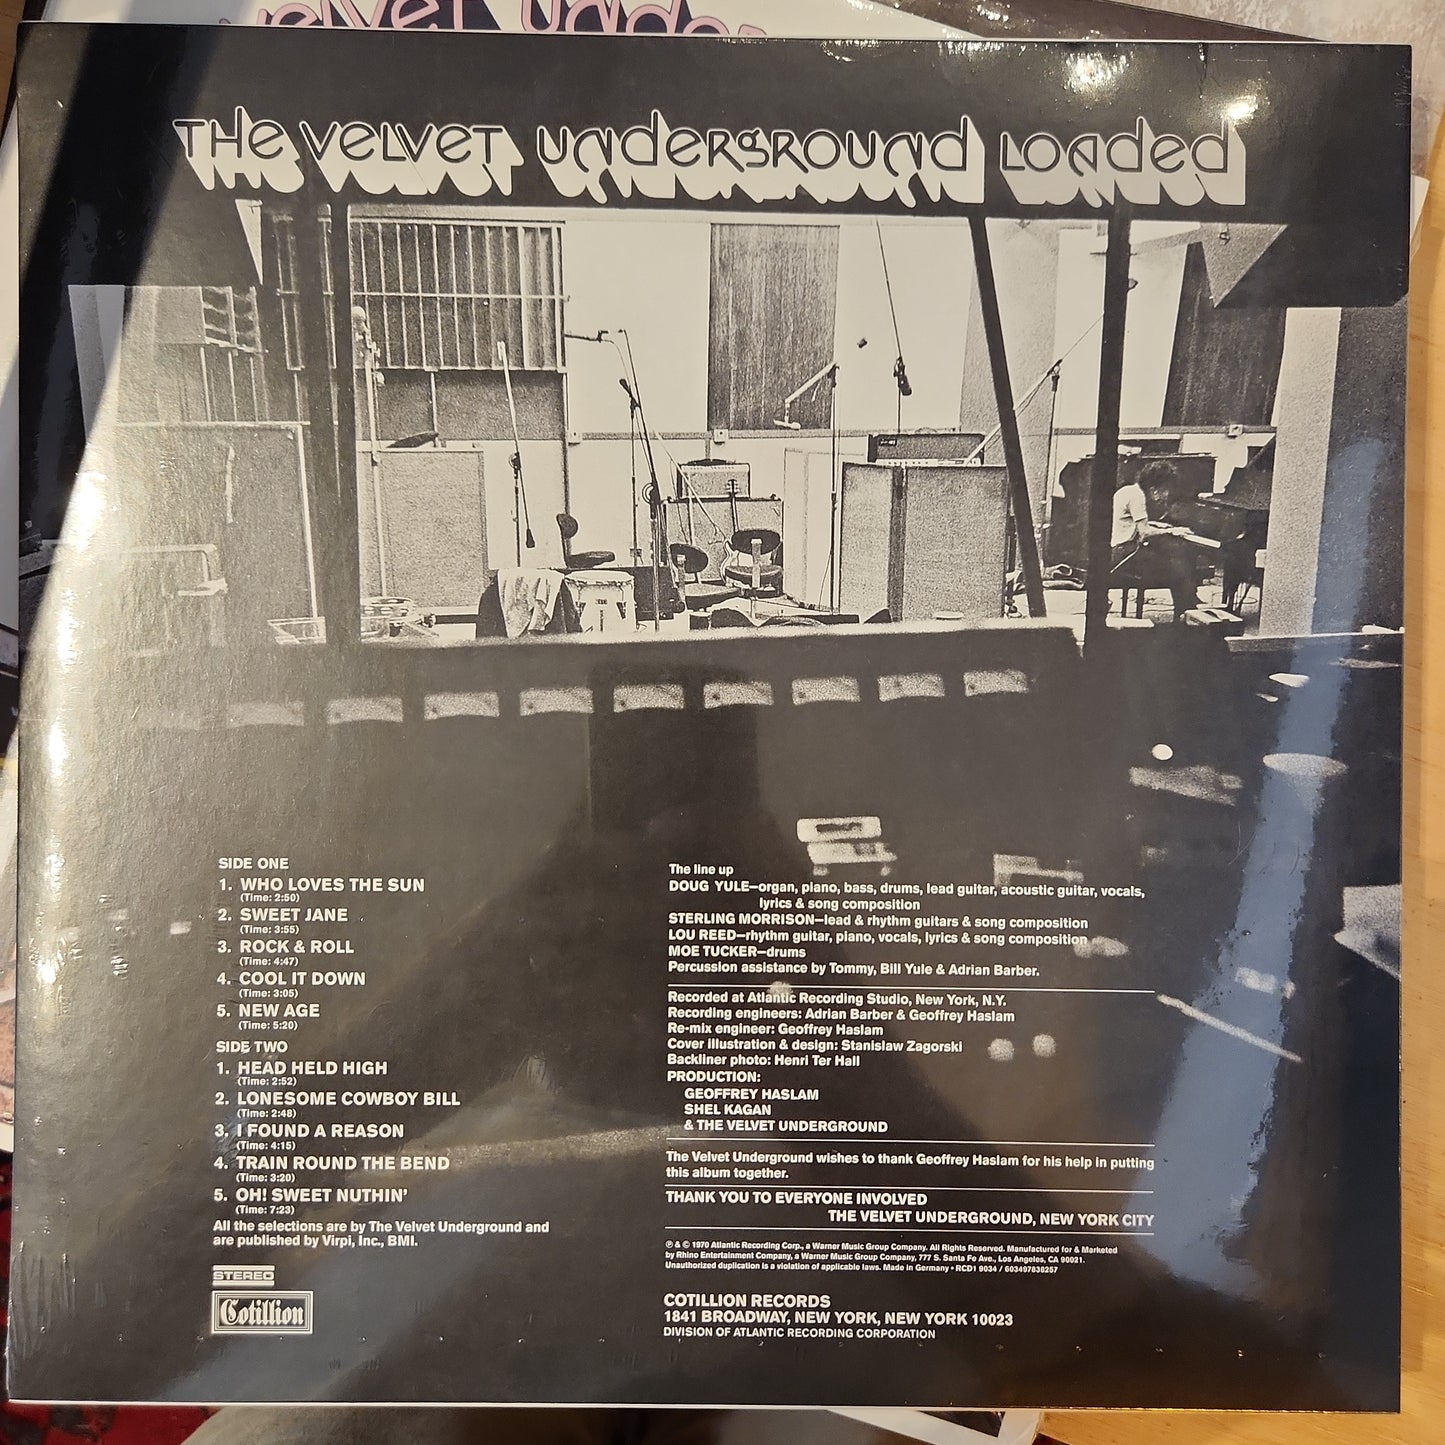 VELVET UNDER
THE VELVET UNDERGROUND LOADED
SIDE ONE
1. WHO LOVES THE SUN
(Time: 2:50)
2. SWEET JANE
(Time: 3:55)
3. ROCK & ROLL
(Time: 4:47)
4. COOL IT DOWN
(Time: 3:05)
5. NEW AGE
(Time: 5:20)
SIDE TWO
1. HEAD HELD HIGH
(Time: 2:52)
2. LONESOME COWBOY BILL
(Time: 2:48)
3. I FOUND A REASON
(Time: 4:15)
4. TRAIN ROUND THE BEND
(Time: 3:20)
5. OH! SWEET NUTHIN'
(Time: 7:23)
All the selections are by The Velvet Underground and
are published by Virpi, Inc., BMI.
STEREO
Cotillion
The line up
DOUG YULE—organ, piano, bass, drums, lead guitar, acoustic guitar, vocals,
lyrics & song composition
STERLING MORRISON—lead & rhythm guitars & song composition
LOU REED—rhythm guitar, piano, vocals, lyrics & song composition
MOE TUCKER—drums
Percussion assistance by Tommy, Bill Yule & Adrian Barber.
Recorded at Atlantic Recording Studio, New York, N.Y.
Recording engineers: Adrian Barber & Geoffrey Haslam
Re-mix engineer: Geoffrey Haslam
Cover illustration & design: Stanislaw Zagorski
Backliner photo: Henri Ter Hall
PRODUCTION:
GEOFFREY HASLAM
SHEL KAGAN
& THE VELVET UNDERGROUND
The Velvet Underground wishes to thank Geoffrey Haslam for his help in putting
this album together.
THANK YOU TO EVERYONE INVOLVED
THE VELVET UNDERGROUND, NEW YORK CITY
℗ & © 1970 Atlantic Recording Corp., a Warner Music Group Company. All Rights Reserved. Manufactured for & Marketed
by Rhino Entertainment Company, a Warner Music Group Company, 777 S. Santa Fe Ave., Los Angeles, CA 90021.
Unauthorized duplication is a violation of applicable laws. Made in Germany • RCD1 9034 / 603497838257
COTILLION RECORDS
1841 BROADWAY, NEW YORK, NEW YORK 10023
DIVISION OF ATLANTIC RECORDING CORPORATION